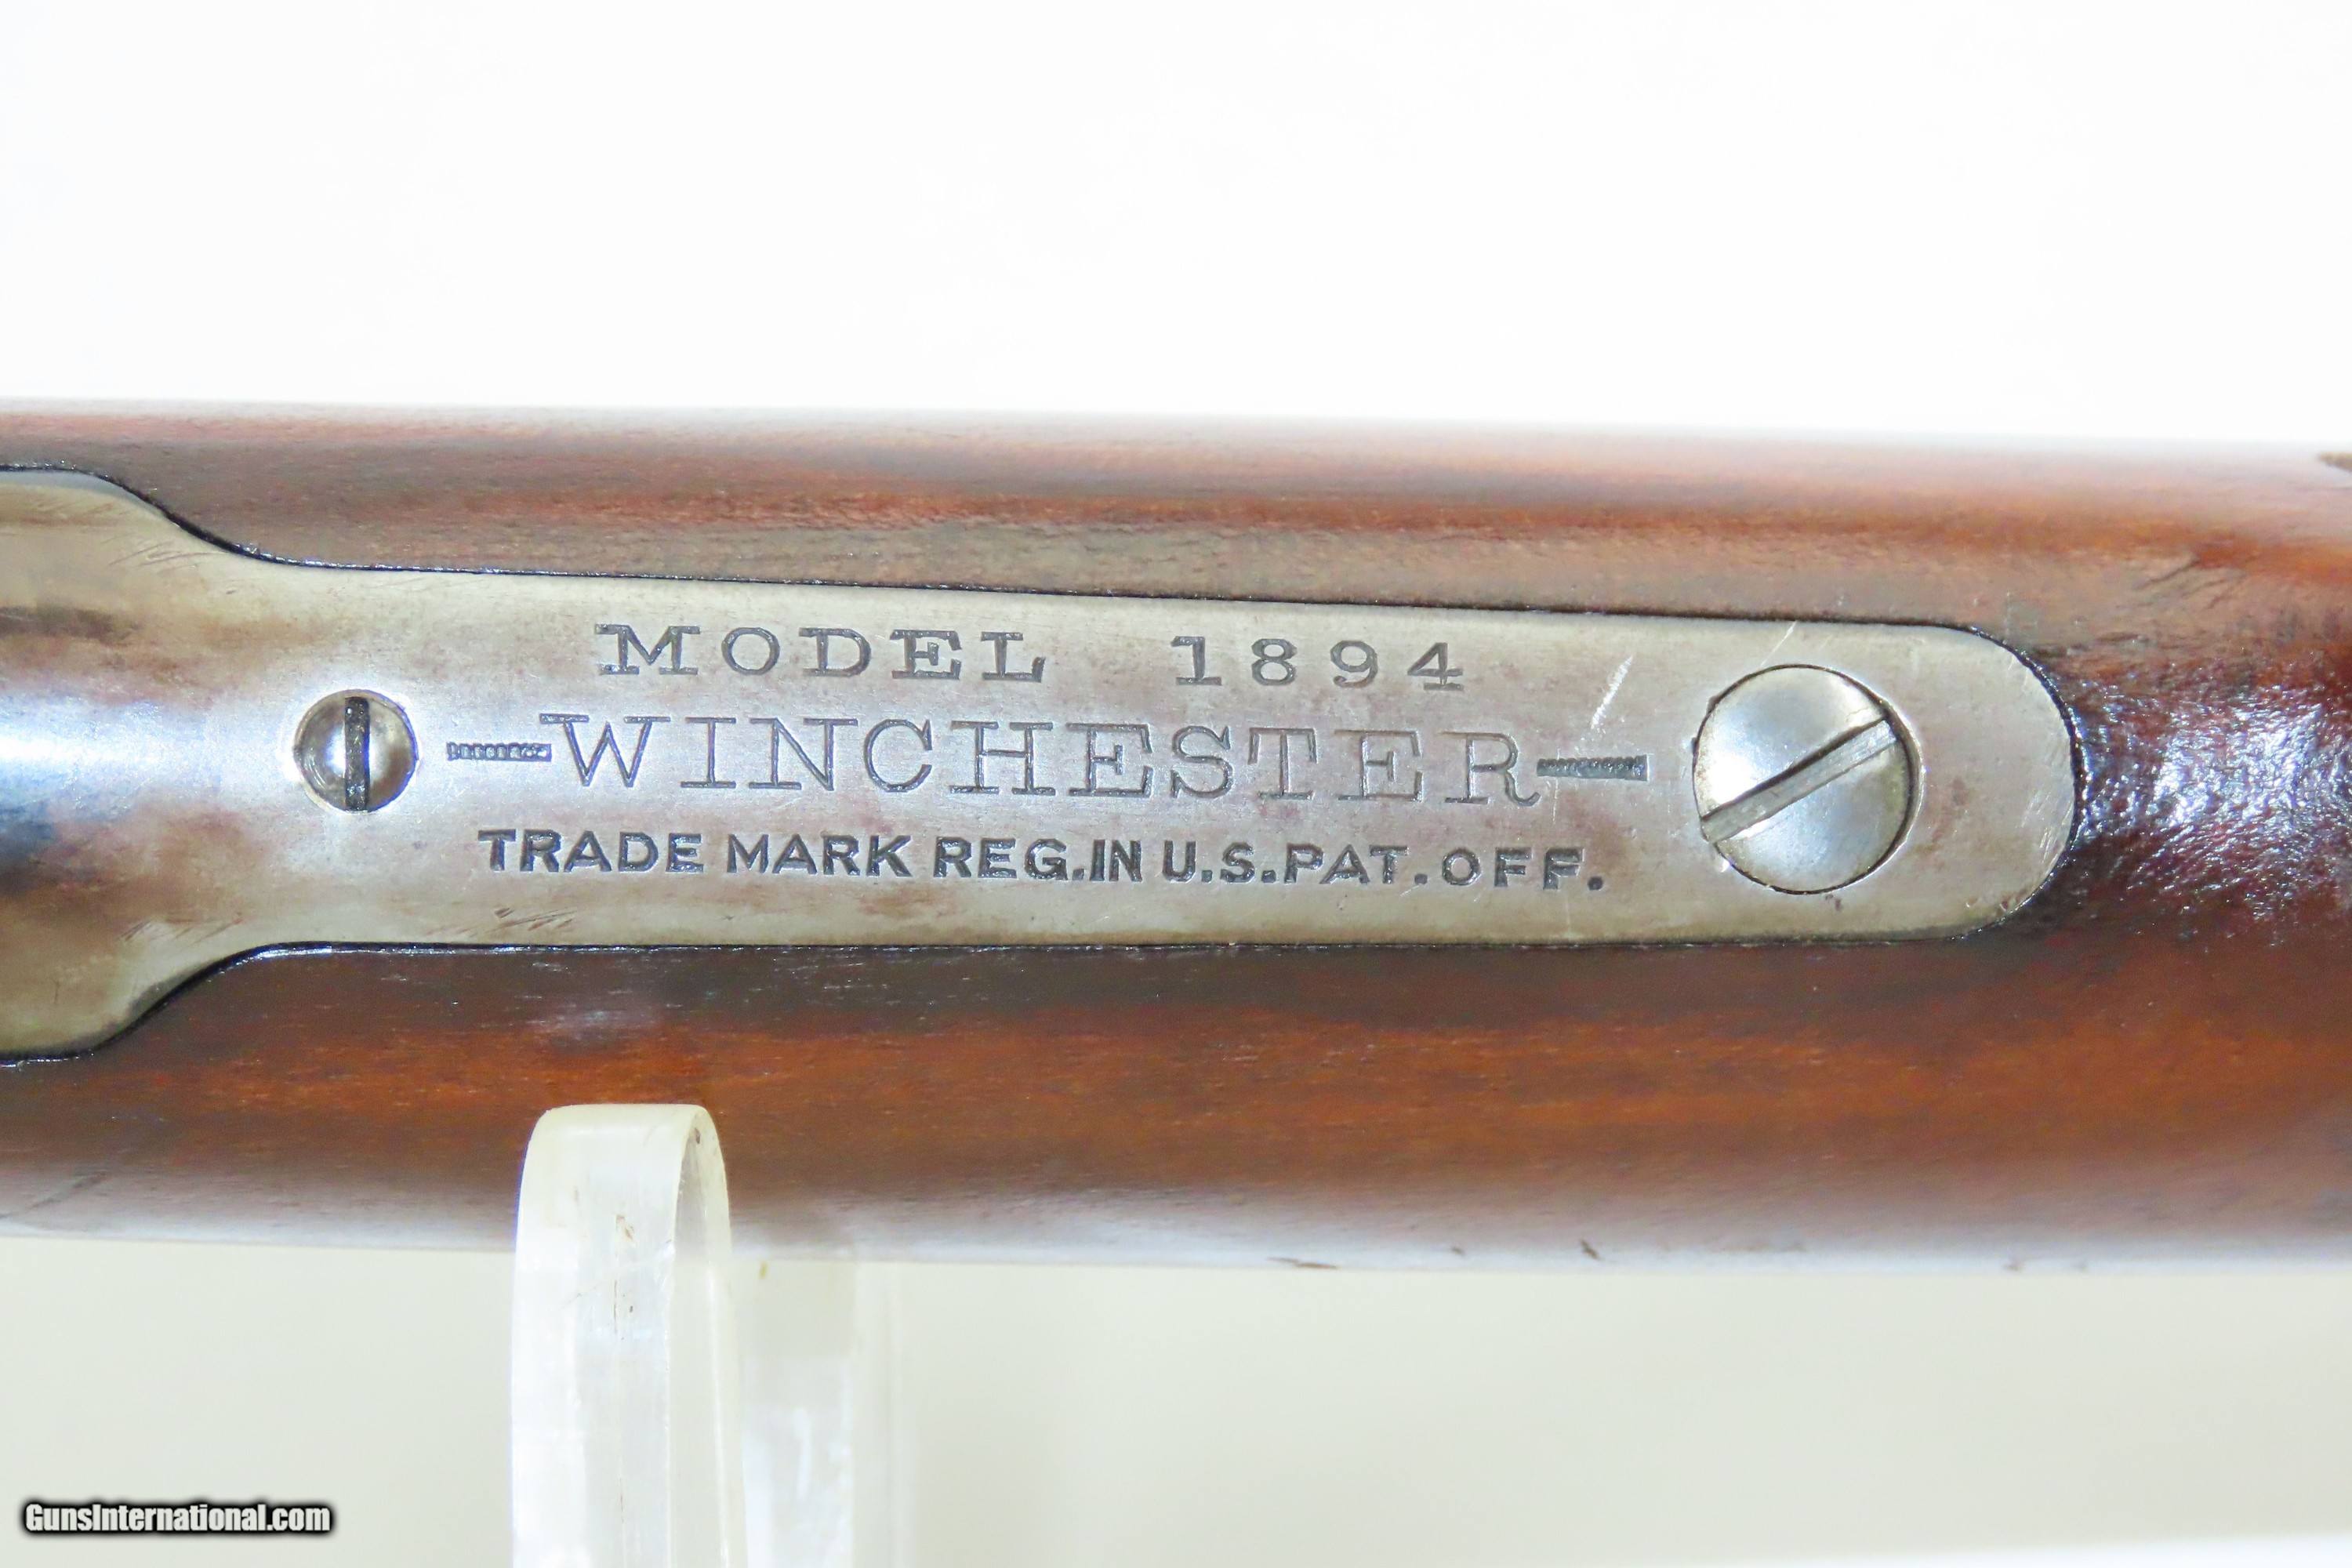 MODEL 1894
-WINCHESTER-
TRADE MARK REG.IN U.S.PAT.OFF.
GunsInternational.com